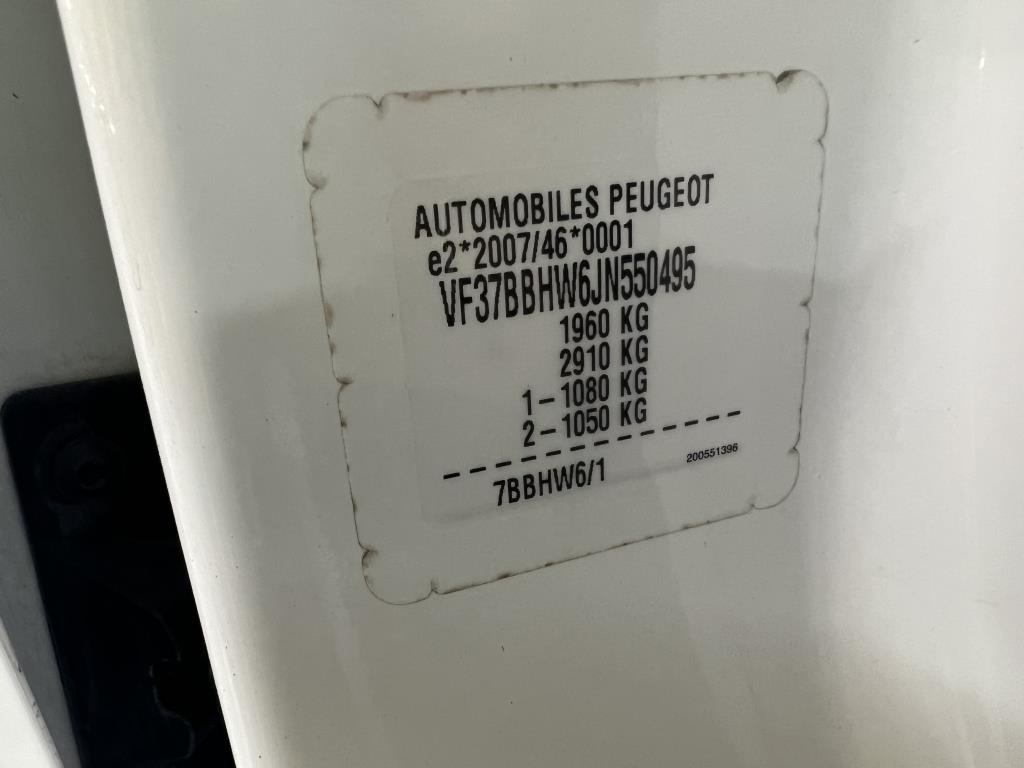 AUTOMOBILES PEUGEOT
e2*2007/46*0001
VF37BBHW6JN550495
1960 KG
2910 KG
1-1080 KG
2-1050 KG
200551396
7BBHW6/1